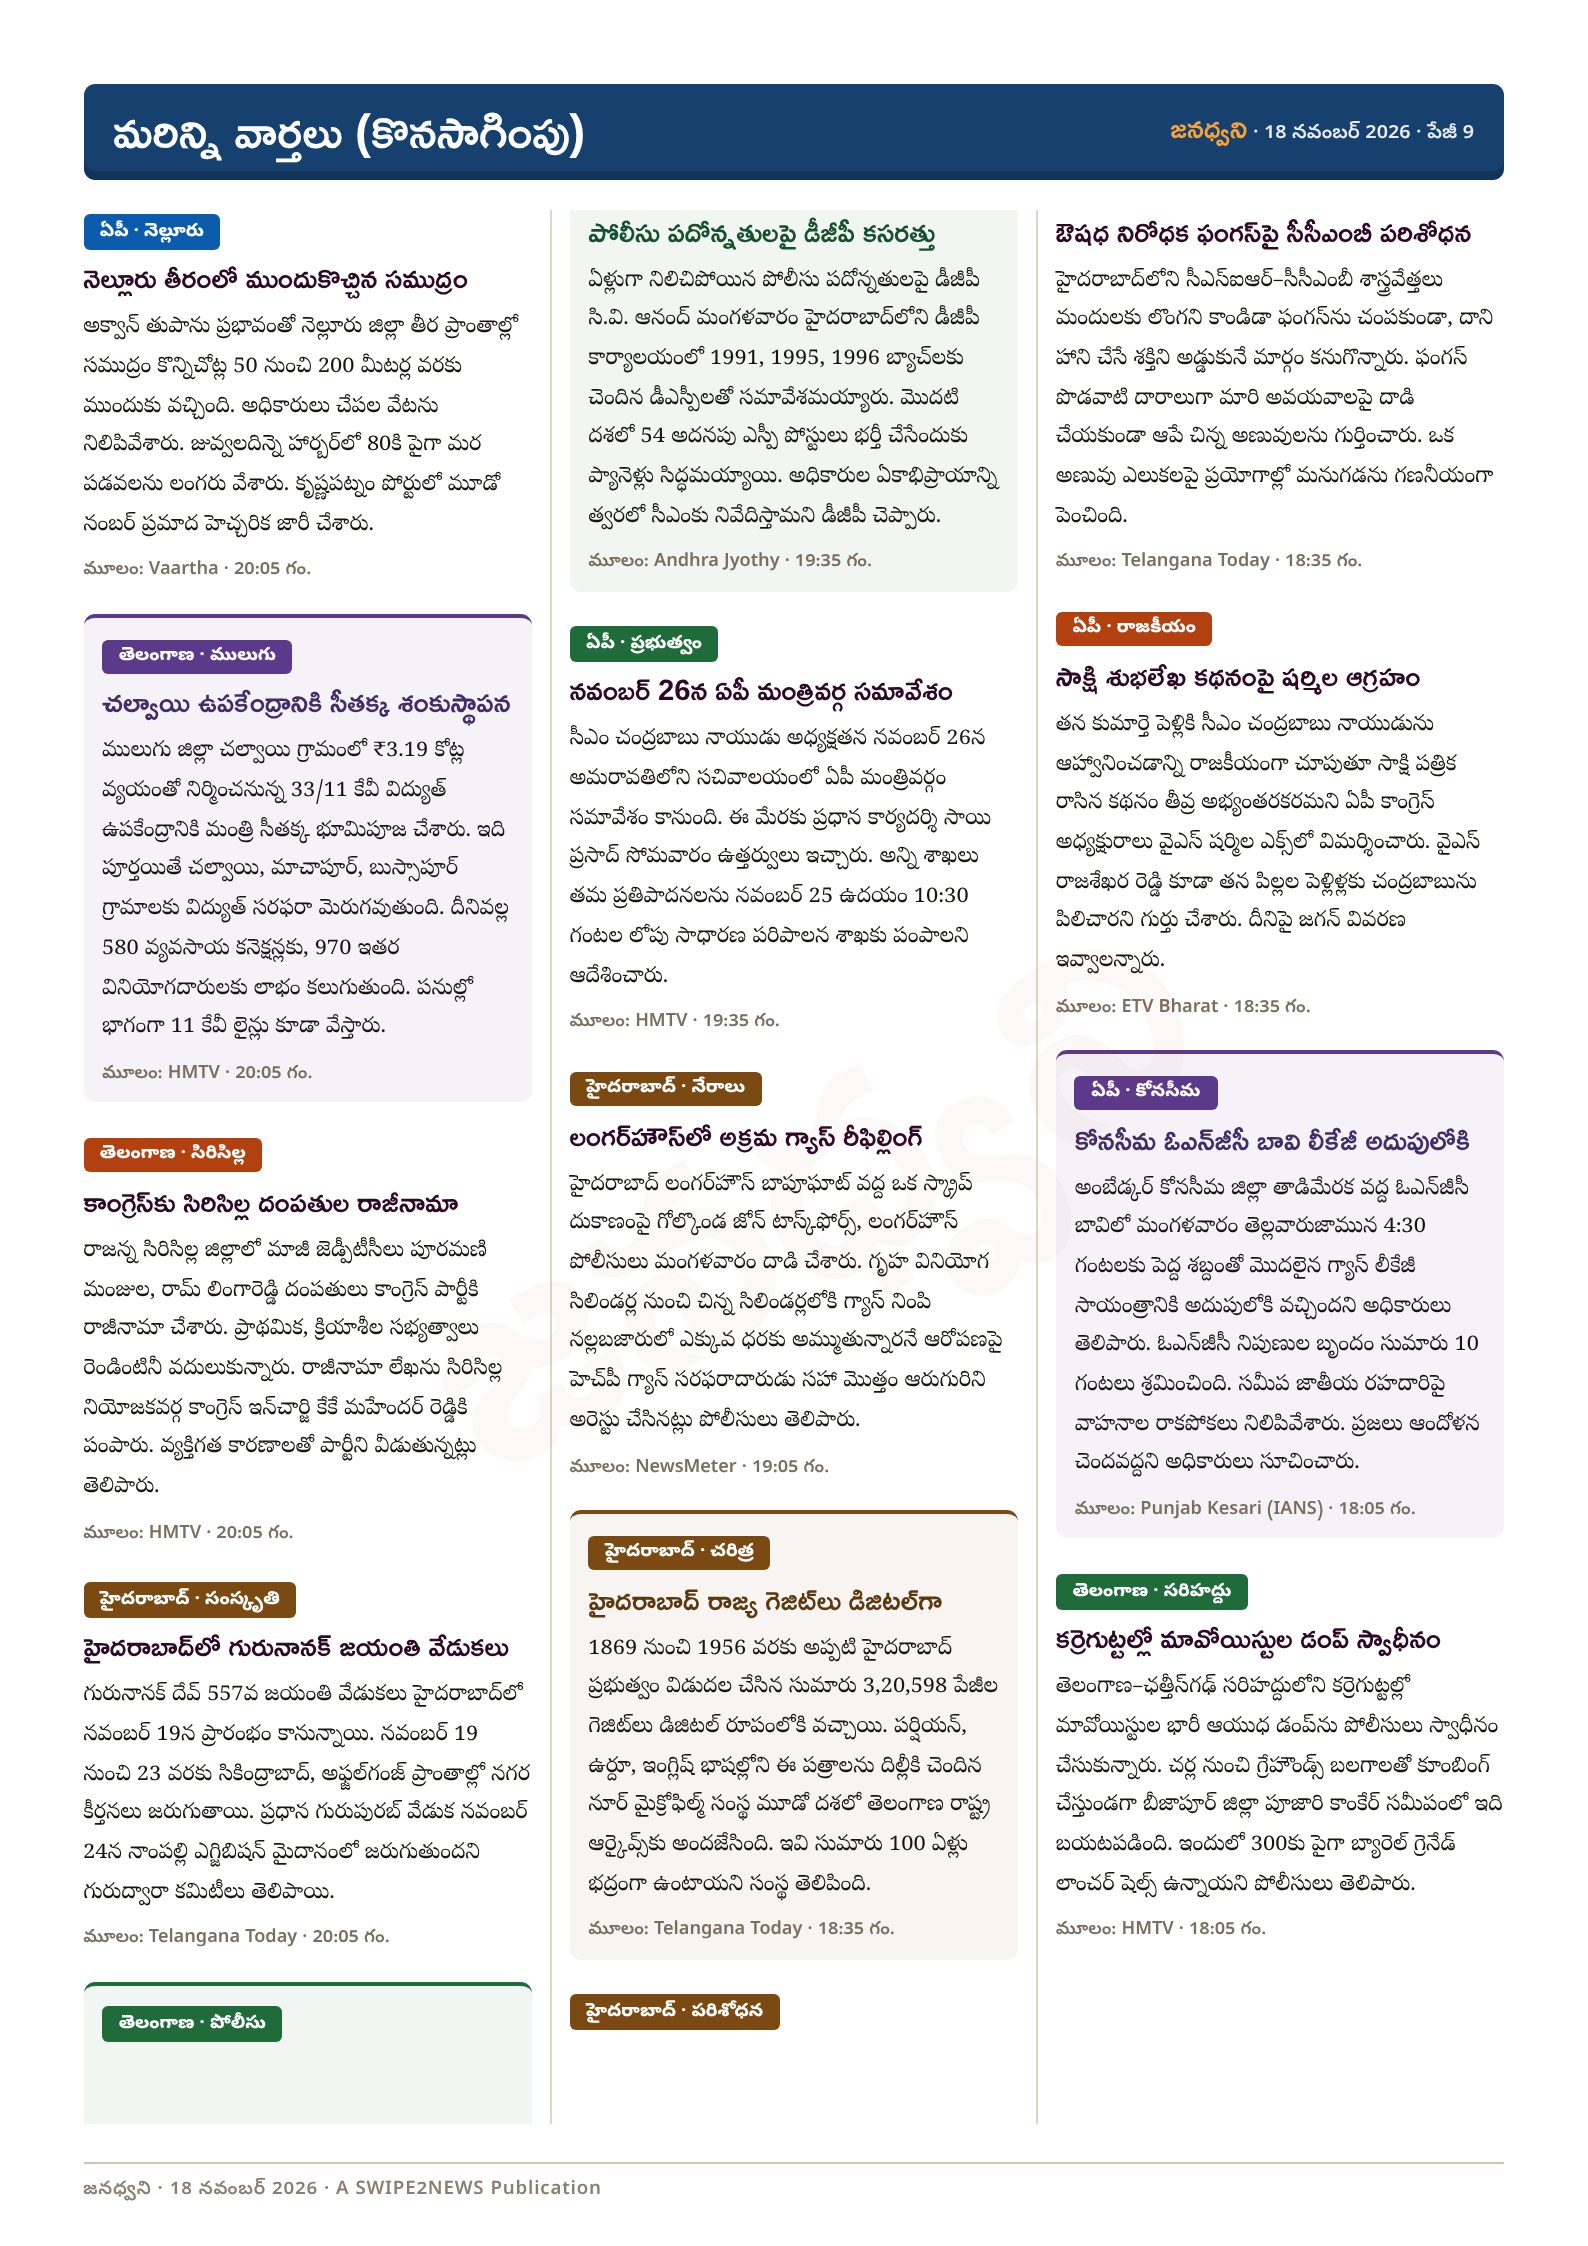 మరిన్ని వార్తలు (కొనసాగింపు)
జనధ్వని · 18 నవంబర్ 2026 · పేజీ 9
ఏపీ · నెల్లూరు
నెల్లూరు తీరంలో ముందుకొచ్చిన సముద్రం
అక్వాన్ తుపాను ప్రభావంతో నెల్లూరు జిల్లా తీర ప్రాంతాల్లో
సముద్రం కొన్నిచోట్ల 50 నుంచి 200 మీటర్ల వరకు
ముందుకు వచ్చింది. అధికారులు చేపల వేటను
నిలిపివేశారు. జువ్వలదిన్నె హార్బర్‌లో 80కి పైగా మర
పడవలను లంగరు వేశారు. కృష్ణపట్నం పోర్టులో మూడో
నంబర్ ప్రమాద హెచ్చరిక జారీ చేశారు.
మూలం: Vaartha · 20:05 గం.
తెలంగాణ · ములుగు
చల్వాయి ఉపకేంద్రానికి సీతక్క శంకుస్థాపన
ములుగు జిల్లా చల్వాయి గ్రామంలో ₹3.19 కోట్ల
వ్యయంతో నిర్మించనున్న 33/11 కేవీ విద్యుత్
ఉపకేంద్రానికి మంత్రి సీతక్క భూమిపూజ చేశారు. ఇది
పూర్తయితే చల్వాయి, మాచాపూర్, బుస్సాపూర్
గ్రామాలకు విద్యుత్ సరఫరా మెరుగవుతుంది. దీనివల్ల
580 వ్యవసాయ కనెక్షన్లకు, 970 ఇతర
వినియోగదారులకు లాభం కలుగుతుంది. పనుల్లో
భాగంగా 11 కేవీ లైన్లు కూడా వేస్తారు.
మూలం: HMTV · 20:05 గం.
తెలంగాణ · సిరిసిల్ల
కాంగ్రెస్‌కు సిరిసిల్ల దంపతుల రాజీనామా
రాజన్న సిరిసిల్ల జిల్లాలో మాజీ జెడ్పీటీసీలు పూరమణి
మంజుల, రామ్ లింగారెడ్డి దంపతులు కాంగ్రెస్ పార్టీకి
రాజీనామా చేశారు. ప్రాథమిక, క్రియాశీల సభ్యత్వాలు
రెండింటినీ వదులుకున్నారు. రాజీనామా లేఖను సిరిసిల్ల
నియోజకవర్గ కాంగ్రెస్ ఇన్‌చార్జి కేకే మహేందర్ రెడ్డికి
పంపారు. వ్యక్తిగత కారణాలతో పార్టీని వీడుతున్నట్లు
తెలిపారు.
మూలం: HMTV · 20:05 గం.
హైదరాబాద్ · సంస్కృతి
హైదరాబాద్‌లో గురునానక్ జయంతి వేడుకలు
గురునానక్ దేవ్ 557వ జయంతి వేడుకలు హైదరాబాద్‌లో
నవంబర్ 19న ప్రారంభం కానున్నాయి. నవంబర్ 19
నుంచి 23 వరకు సికింద్రాబాద్, అఫ్జల్‌గంజ్ ప్రాంతాల్లో నగర
కీర్తనలు జరుగుతాయి. ప్రధాన గురుపురబ్ వేడుక నవంబర్
24న నాంపల్లి ఎగ్జిబిషన్ మైదానంలో జరుగుతుందని
గురుద్వారా కమిటీలు తెలిపాయి.
మూలం: Telangana Today · 20:05 గం.
తెలంగాణ · పోలీసు
పోలీసు పదోన్నతులపై డీజీపీ కసరత్తు
ఏళ్లుగా నిలిచిపోయిన పోలీసు పదోన్నతులపై డీజీపీ
సి.వి. ఆనంద్ మంగళవారం హైదరాబాద్‌లోని డీజీపీ
కార్యాలయంలో 1991, 1995, 1996 బ్యాచ్‌లకు
చెందిన డీఎస్పీలతో సమావేశమయ్యారు. మొదటి
దశలో 54 అదనపు ఎస్పీ పోస్టులు భర్తీ చేసేందుకు
ప్యానెళ్లు సిద్ధమయ్యాయి. అధికారుల ఏకాభిప్రాయాన్ని
త్వరలో సీఎంకు నివేదిస్తామని డీజీపీ చెప్పారు.
మూలం: Andhra Jyothy · 19:35 గం.
ఏపీ · ప్రభుత్వం
నవంబర్ 26న ఏపీ మంత్రివర్గ సమావేశం
సీఎం చంద్రబాబు నాయుడు అధ్యక్షతన నవంబర్ 26న
అమరావతిలోని సచివాలయంలో ఏపీ మంత్రివర్గం
సమావేశం కానుంది. ఈ మేరకు ప్రధాన కార్యదర్శి సాయి
ప్రసాద్ సోమవారం ఉత్తర్వులు ఇచ్చారు. అన్ని శాఖలు
తమ ప్రతిపాదనలను నవంబర్ 25 ఉదయం 10:30
గంటల లోపు సాధారణ పరిపాలన శాఖకు పంపాలని
ఆదేశించారు.
మూలం: HMTV · 19:35 గం.
హైదరాబాద్ · నేరాలు
లంగర్‌హౌస్‌లో అక్రమ గ్యాస్ రీఫిల్లింగ్
హైదరాబాద్ లంగర్‌హౌస్ బాపూఘాట్ వద్ద ఒక స్క్రాప్
దుకాణంపై గోల్కొండ జోన్ టాస్క్‌ఫోర్స్, లంగర్‌హౌస్
పోలీసులు మంగళవారం దాడి చేశారు. గృహ వినియోగ
సిలిండర్ల నుంచి చిన్న సిలిండర్లలోకి గ్యాస్ నింపి
నల్లబజారులో ఎక్కువ ధరకు అమ్ముతున్నారనే ఆరోపణపై
హెచ్‌పీ గ్యాస్ సరఫరాదారుడు సహా మొత్తం ఆరుగురిని
అరెస్టు చేసినట్లు పోలీసులు తెలిపారు.
మూలం: NewsMeter · 19:05 గం.
హైదరాబాద్ · చరిత్ర
హైదరాబాద్ రాజ్య గెజిట్‌లు డిజిటల్‌గా
1869 నుంచి 1956 వరకు అప్పటి హైదరాబాద్
ప్రభుత్వం విడుదల చేసిన సుమారు 3,20,598 పేజీల
గెజిట్‌లు డిజిటల్ రూపంలోకి వచ్చాయి. పర్షియన్,
ఉర్దూ, ఇంగ్లిష్ భాషల్లోని ఈ పత్రాలను దిల్లీకి చెందిన
నూర్ మైక్రోఫిల్మ్ సంస్థ మూడో దశలో తెలంగాణ రాష్ట్ర
ఆర్కైవ్స్‌కు అందజేసింది. ఇవి సుమారు 100 ఏళ్లు
భద్రంగా ఉంటాయని సంస్థ తెలిపింది.
మూలం: Telangana Today · 18:35 గం.
హైదరాబాద్ · పరిశోధన
ఔషధ నిరోధక ఫంగస్‌పై సీసీఎంబీ పరిశోధన
హైదరాబాద్‌లోని సీఎస్ఐఆర్–సీసీఎంబీ శాస్త్రవేత్తలు
మందులకు లొంగని కాండిడా ఫంగస్‌ను చంపకుండా, దాని
హాని చేసే శక్తిని అడ్డుకునే మార్గం కనుగొన్నారు. ఫంగస్
పొడవాటి దారాలుగా మారి అవయవాలపై దాడి
చేయకుండా ఆపే చిన్న అణువులను గుర్తించారు. ఒక
అణువు ఎలుకలపై ప్రయోగాల్లో మనుగడను గణనీయంగా
పెంచింది.
మూలం: Telangana Today · 18:35 గం.
ఏపీ · రాజకీయం
సాక్షి శుభలేఖ కథనంపై షర్మిల ఆగ్రహం
తన కుమార్తె పెళ్లికి సీఎం చంద్రబాబు నాయుడును
ఆహ్వానించడాన్ని రాజకీయంగా చూపుతూ సాక్షి పత్రిక
రాసిన కథనం తీవ్ర అభ్యంతరకరమని ఏపీ కాంగ్రెస్
అధ్యక్షురాలు వైఎస్ షర్మిల ఎక్స్‌లో విమర్శించారు. వైఎస్
రాజశేఖర రెడ్డి కూడా తన పిల్లల పెళ్లిళ్లకు చంద్రబాబును
పిలిచారని గుర్తు చేశారు. దీనిపై జగన్ వివరణ
ఇవ్వాలన్నారు.
మూలం: ETV Bharat · 18:35 గం.
ఏపీ · కోనసీమ
కోనసీమ ఓఎన్‌జీసీ బావి లీకేజీ అదుపులోకి
అంబేడ్కర్ కోనసీమ జిల్లా తాడిమేరక వద్ద ఓఎన్‌జీసీ
బావిలో మంగళవారం తెల్లవారుజామున 4:30
గంటలకు పెద్ద శబ్దంతో మొదలైన గ్యాస్ లీకేజీ
సాయంత్రానికి అదుపులోకి వచ్చిందని అధికారులు
తెలిపారు. ఓఎన్‌జీసీ నిపుణుల బృందం సుమారు 10
గంటలు శ్రమించింది. సమీప జాతీయ రహదారిపై
వాహనాల రాకపోకలు నిలిపివేశారు. ప్రజలు ఆందోళన
చెందవద్దని అధికారులు సూచించారు.
మూలం: Punjab Kesari (IANS) · 18:05 గం.
తెలంగాణ · సరిహద్దు
కర్రెగుట్టల్లో మావోయిస్టుల డంప్ స్వాధీనం
తెలంగాణ–ఛత్తీస్‌గఢ్ సరిహద్దులోని కర్రెగుట్టల్లో
మావోయిస్టుల భారీ ఆయుధ డంప్‌ను పోలీసులు స్వాధీనం
చేసుకున్నారు. చర్ల నుంచి గ్రేహౌండ్స్ బలగాలతో కూంబింగ్
చేస్తుండగా బీజాపూర్ జిల్లా పూజారి కాంకేర్ సమీపంలో ఇది
బయటపడింది. ఇందులో 300కు పైగా బ్యారెల్ గ్రెనేడ్
లాంచర్ షెల్స్ ఉన్నాయని పోలీసులు తెలిపారు.
మూలం: HMTV · 18:05 గం.
జనధ్వని
జనధ్వని · 18 నవంబర్ 2026 · A SWIPE2NEWS Publication